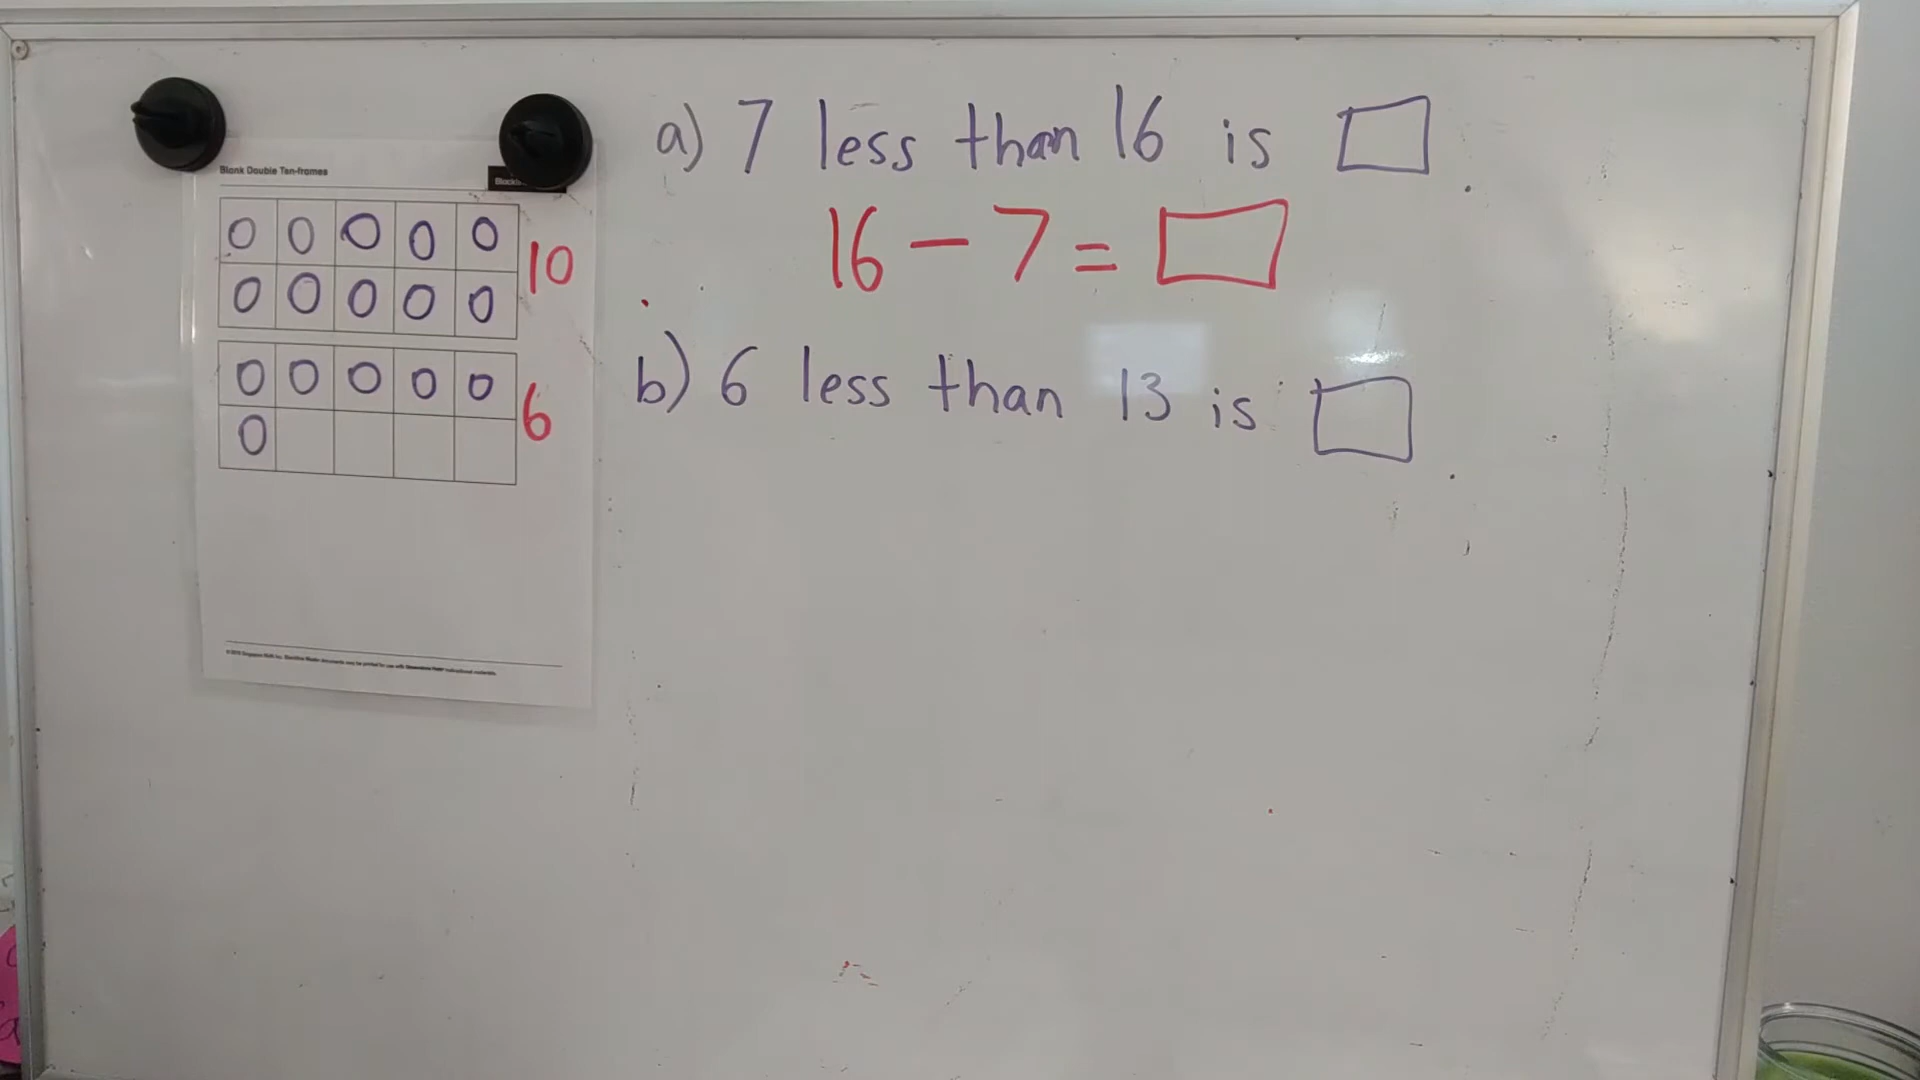 Blank Double Ten-frames
10
6
a) 7 less than 16 is □.
16 − 7 = □
b) 6 less than 13 is □.